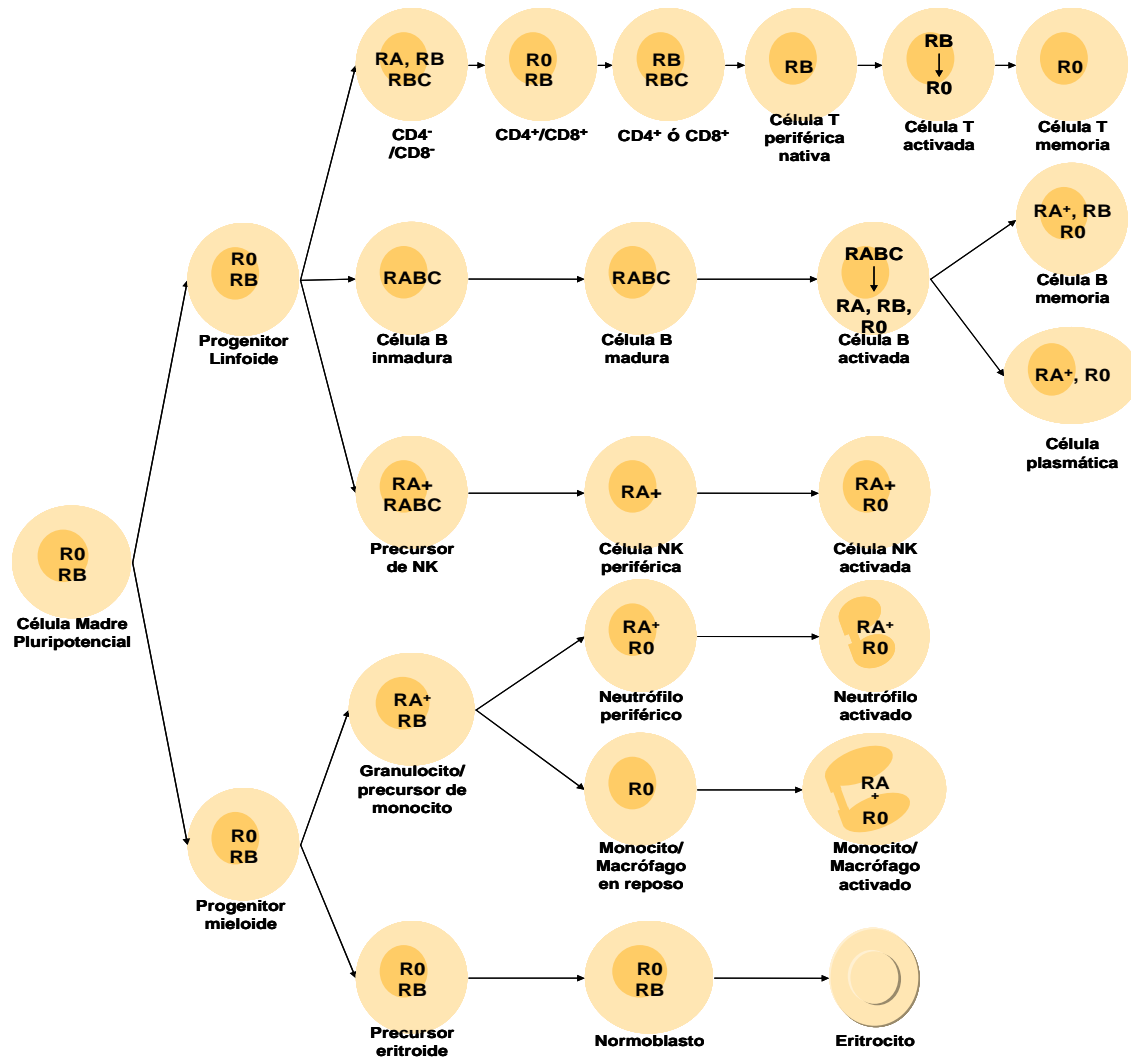 RA, RB
RBC
CD4⁻
/CD8⁻
R0
RB
CD4⁺/CD8⁺
RB
RBC
CD4⁺ ó CD8⁺
RB
Célula T
periférica
nativa
RB
R0
Célula T
activada
R0
Célula T
memoria
R0
RB
Progenitor
Linfoide
RABC
Célula B
inmadura
RABC
Célula B
madura
RABC
RA, RB,
R0
Célula B
activada
RA⁺, RB
R0
Célula B
memoria
RA⁺, R0
Célula
plasmática
RA+
RABC
Precursor
de NK
RA+
Célula NK
periférica
RA+
R0
Célula NK
activada
R0
RB
Célula Madre
Pluripotencial
RA⁺
RB
Granulocito/
precursor de
monocito
RA⁺
R0
Neutrófilo
periférico
RA⁺
R0
Neutrófilo
activado
R0
Monocito/
Macrófago
en reposo
RA
+
R0
Monocito/
Macrófago
activado
R0
RB
Progenitor
mieloide
R0
RB
Precursor
eritroide
R0
RB
Normoblasto
Eritrocito